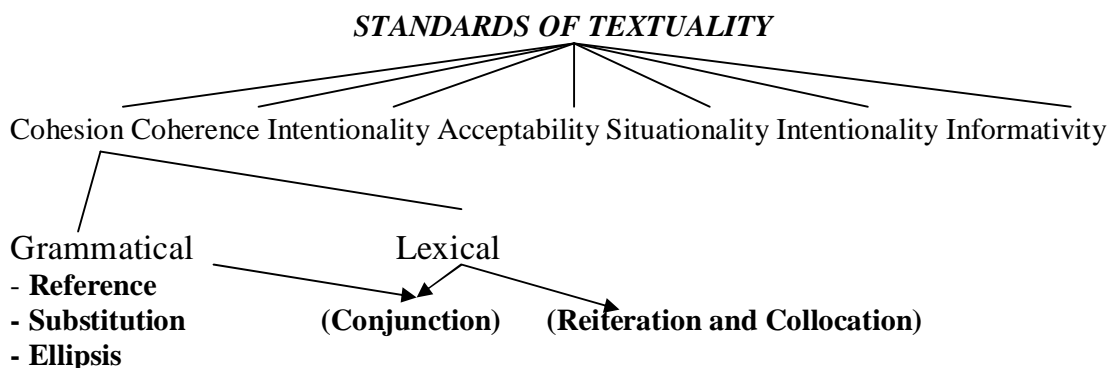 STANDARDS OF TEXTUALITY
Cohesion Coherence Intentionality Acceptability Situationality Intentionality Informativity
Grammatical Lexical
- Reference
- Substitution (Conjunction) (Reiteration and Collocation)
- Ellipsis